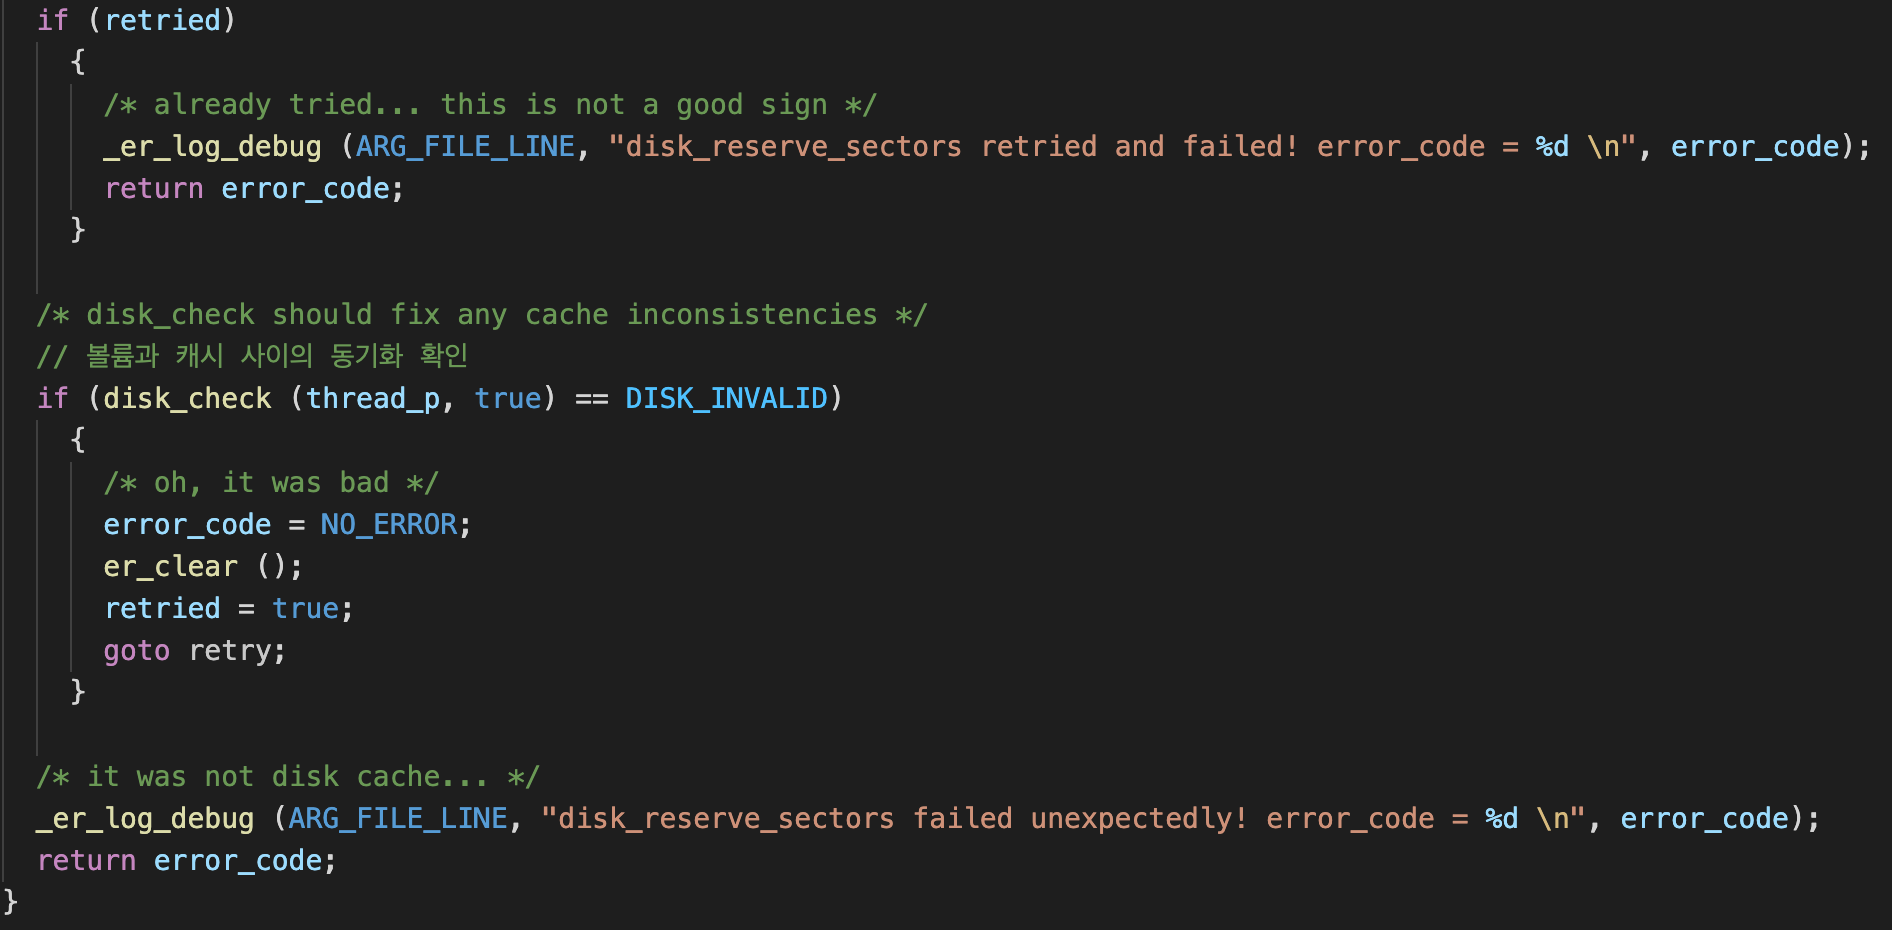 if (retried)
{
/* already tried... this is not a good sign */
_er_log_debug (ARG_FILE_LINE, "disk_reserve_sectors retried and failed! error_code = %d \n", error_code);
return error_code;
}
/* disk_check should fix any cache inconsistencies */
// 볼륨과 캐시 사이의 동기화 확인
if (disk_check (thread_p, true) == DISK_INVALID)
{
/* oh, it was bad */
error_code = NO_ERROR;
er_clear ();
retried = true;
goto retry;
}
/* it was not disk cache... */
_er_log_debug (ARG_FILE_LINE, "disk_reserve_sectors failed unexpectedly! error_code = %d \n", error_code);
return error_code;
}